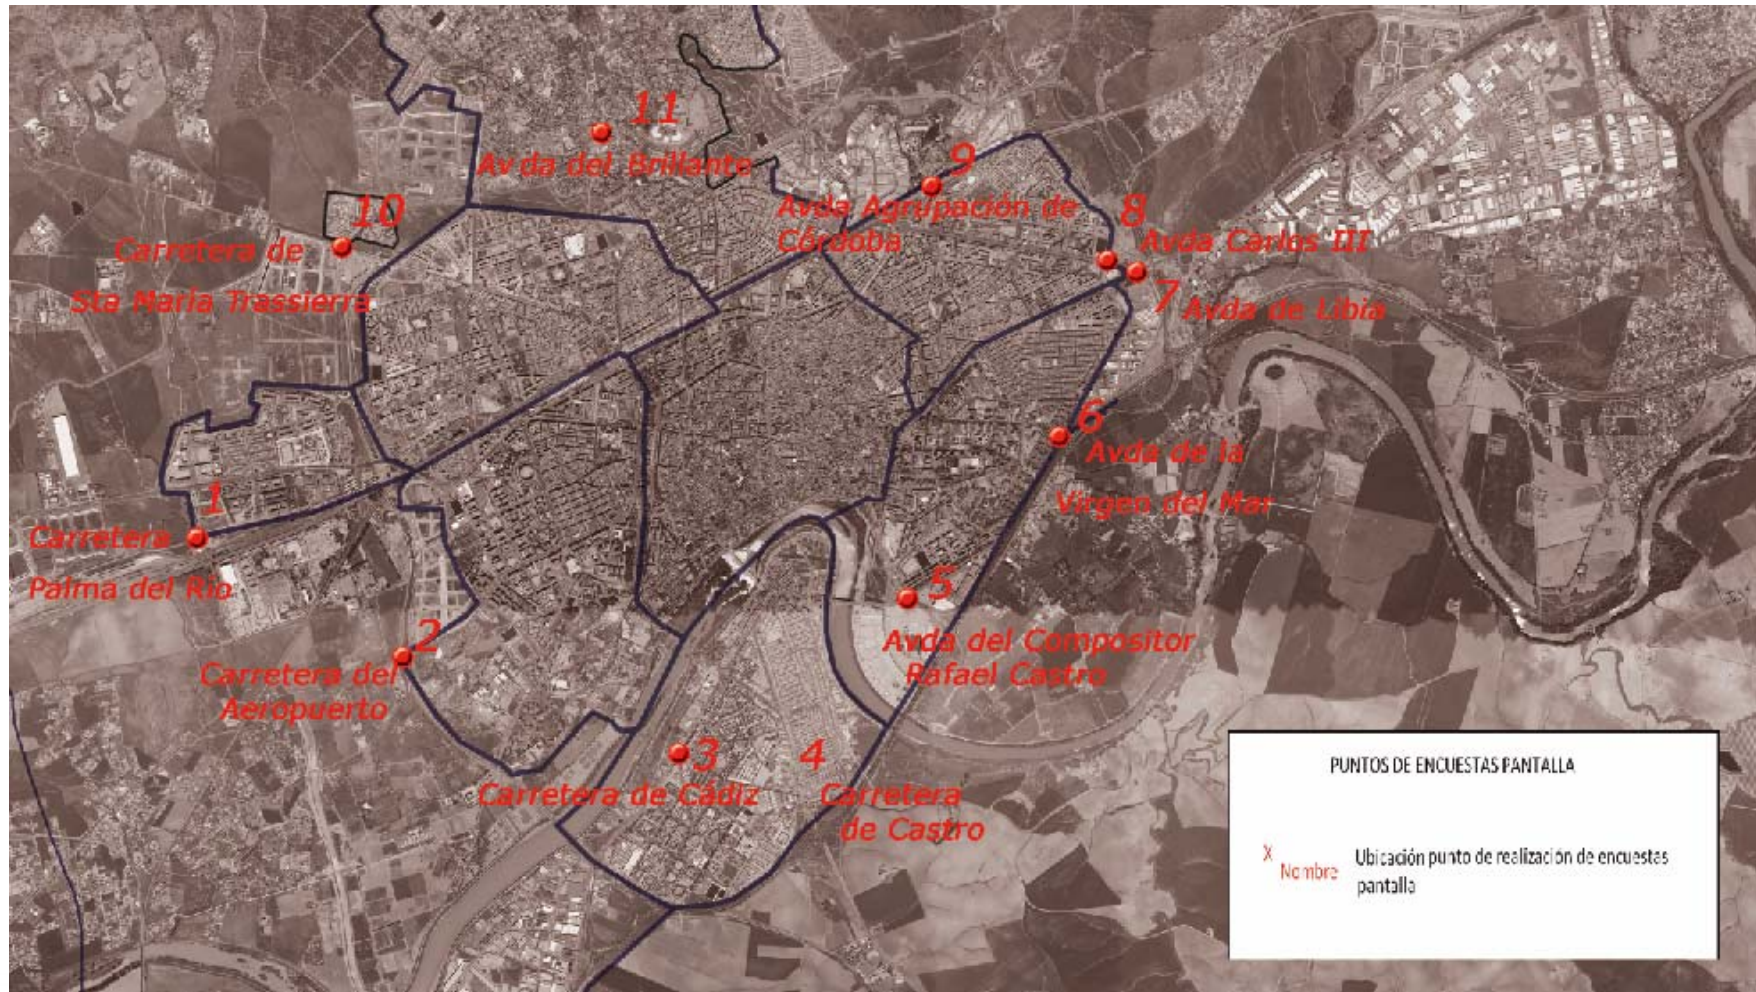 11
Avda del Brillante
9
Avda Agrupación de
Córdoba
8
Avda Carlos III
10
Carretera de
Sta Maria Trassierra
7
Avda de Libia
6
Avda de la
Virgen del Mar
1
Carretera
Palma del Río
5
Avda del Compositor
Rafael Castro
2
Carretera del
Aeropuerto
3
Carretera de Cádiz
4
Carretera
de Castro
PUNTOS DE ENCUESTAS PANTALLA
X
Nombre
Ubicación punto de realización de encuestas
pantalla